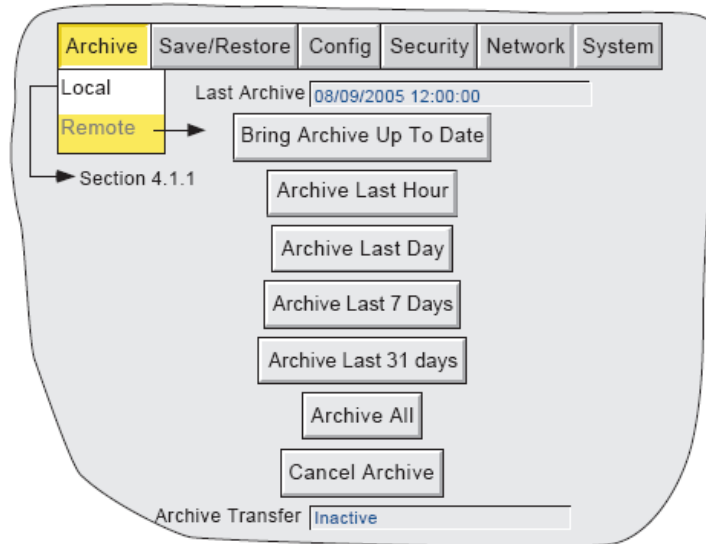 Archive Save/Restore Config Security Network System
Local
Last Archive 08/09/2005 12:00:00
Remote
Bring Archive Up To Date
Section 4.1.1
Archive Last Hour
Archive Last Day
Archive Last 7 Days
Archive Last 31 days
Archive All
Cancel Archive
Archive Transfer Inactive